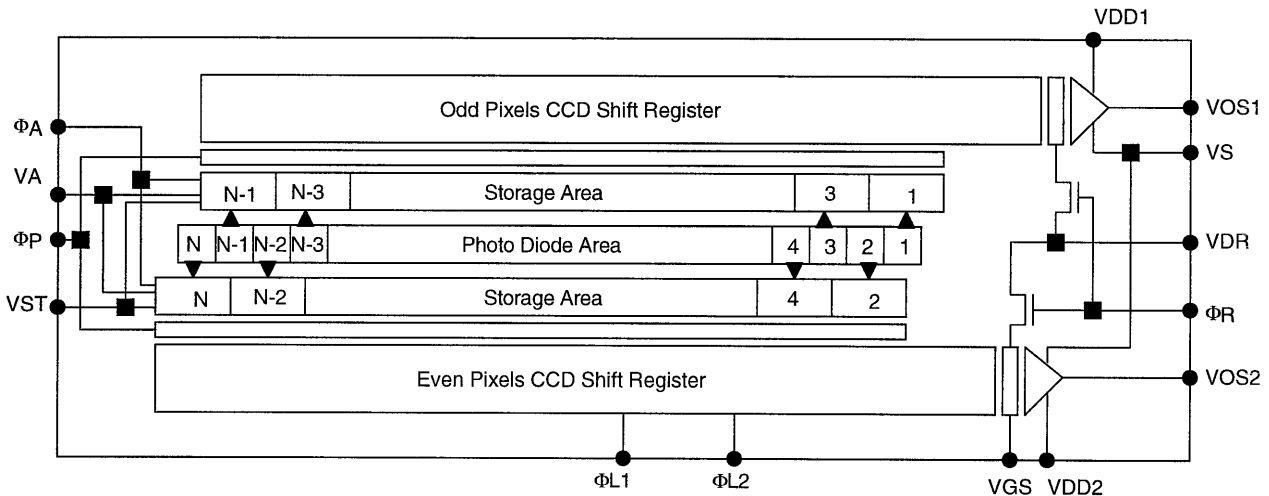 VDD1
Odd Pixels CCD Shift Register
VOS1
ΦA
VS
VA
N-1 N-3 Storage Area 3 1
ΦP
N N-1 N-2 N-3 Photo Diode Area 4 3 2 1
VDR
VST
N N-2 Storage Area 4 2
ΦR
Even Pixels CCD Shift Register
VOS2
ΦL1 ΦL2 VGS VDD2